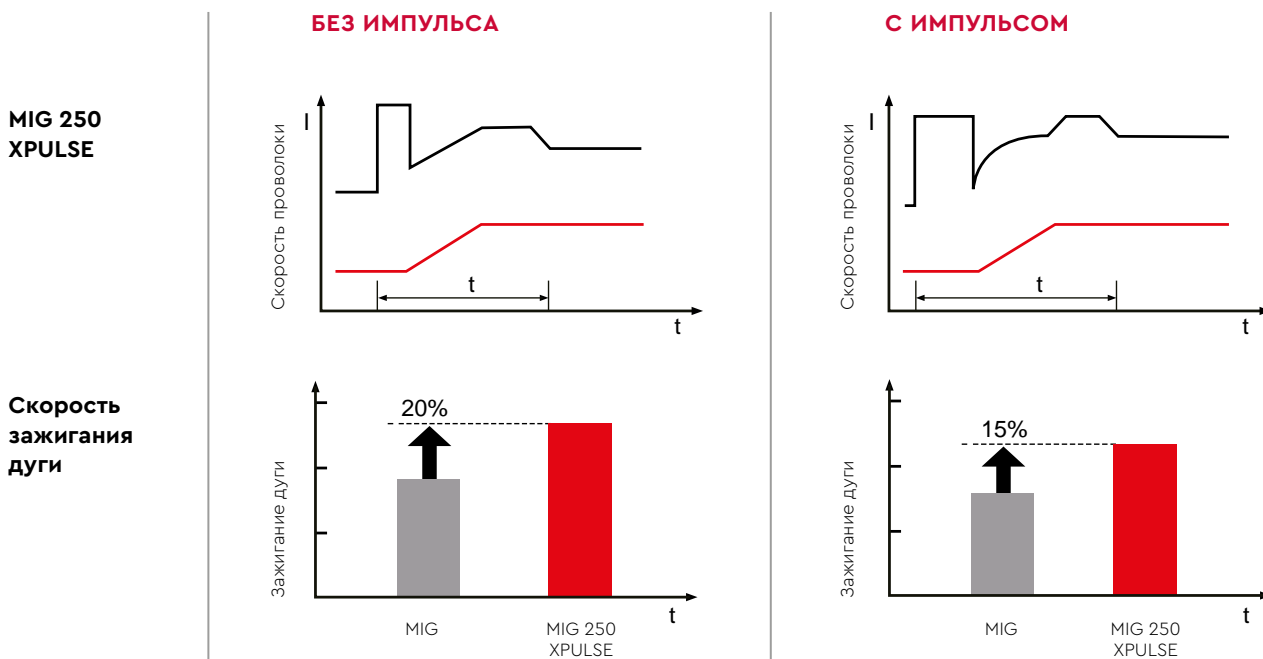 БЕЗ ИМПУЛЬСА
С ИМПУЛЬСОМ
MIG 250
XPULSE
Скорость проволоки
I
t
t
Скорость проволоки
I
t
t
Скорость
зажигания
дуги
Зажигание дуги
20%
t
MIG
MIG 250
XPULSE
Зажигание дуги
15%
t
MIG
MIG 250
XPULSE